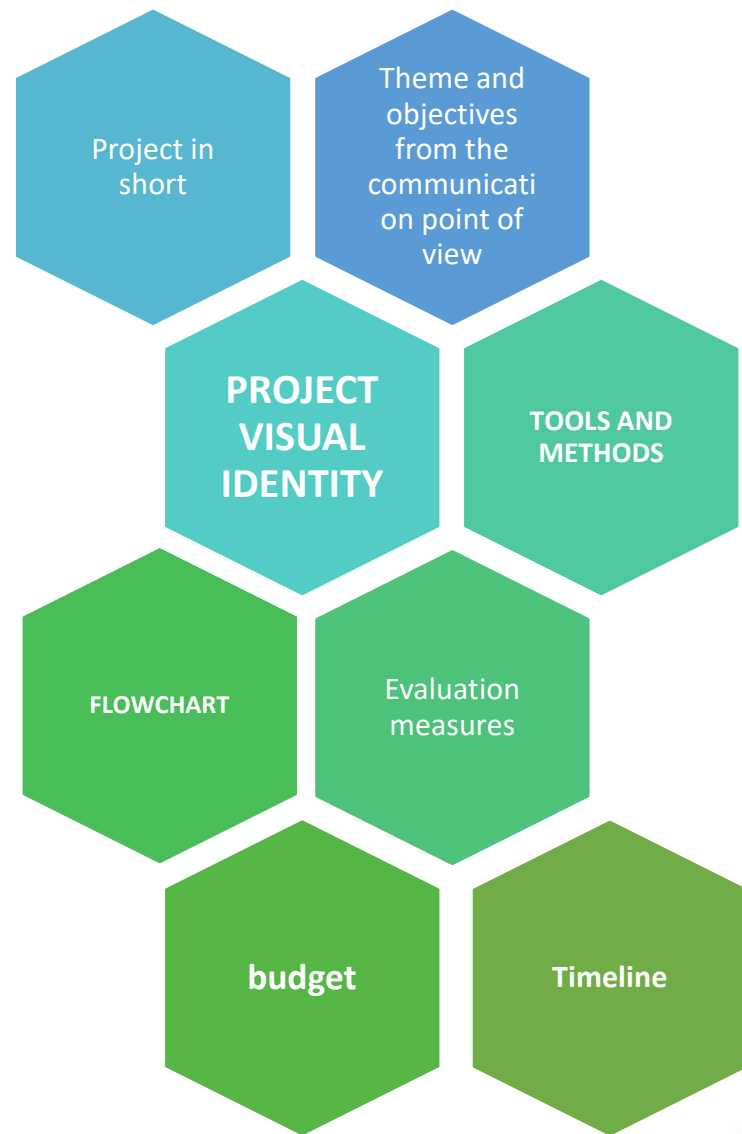 Project in
short
Theme and
objectives
from the
communicati
on point of
view
PROJECT
VISUAL
IDENTITY
TOOLS AND
METHODS
FLOWCHART
Evaluation
measures
budget
Timeline